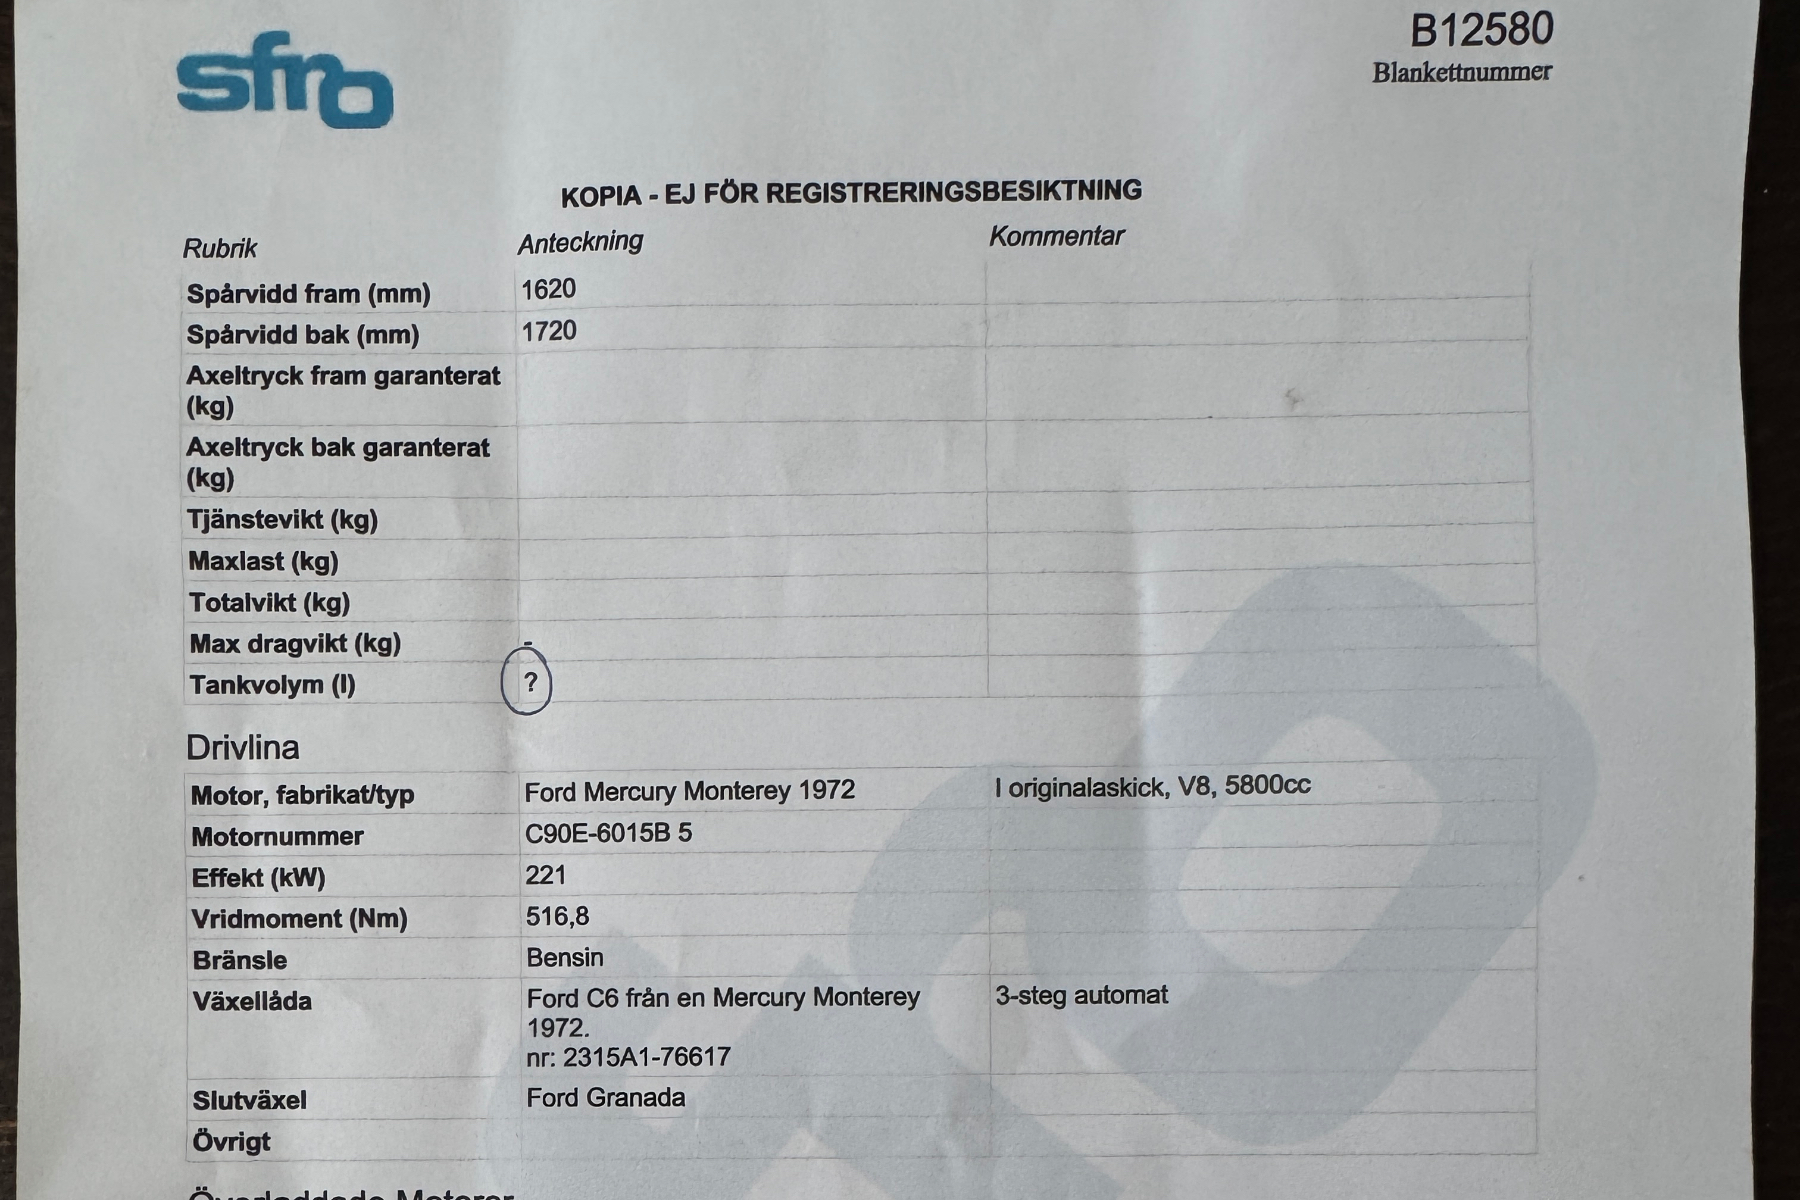 sfro
B12580
Blankettnummer
KOPIA - EJ FÖR REGISTRERINGSBESIKTNING
Rubrik Anteckning Kommentar
Spårvidd fram (mm) 1620
Spårvidd bak (mm) 1720
Axeltryck fram garanterat
(kg)
Axeltryck bak garanterat
(kg)
Tjänstevikt (kg)
Maxlast (kg)
Totalvikt (kg)
Max dragvikt (kg) -
Tankvolym (l) ?
Drivlina
Motor, fabrikat/typ Ford Mercury Monterey 1972 I originalaskick, V8, 5800cc
Motornummer C90E-6015B 5
Effekt (kW) 221
Vridmoment (Nm) 516,8
Bränsle Bensin
Växellåda Ford C6 från en Mercury Monterey 3-steg automat
1972.
nr: 2315A1-76617
Slutväxel Ford Granada
Övrigt
Överladdade Motorer